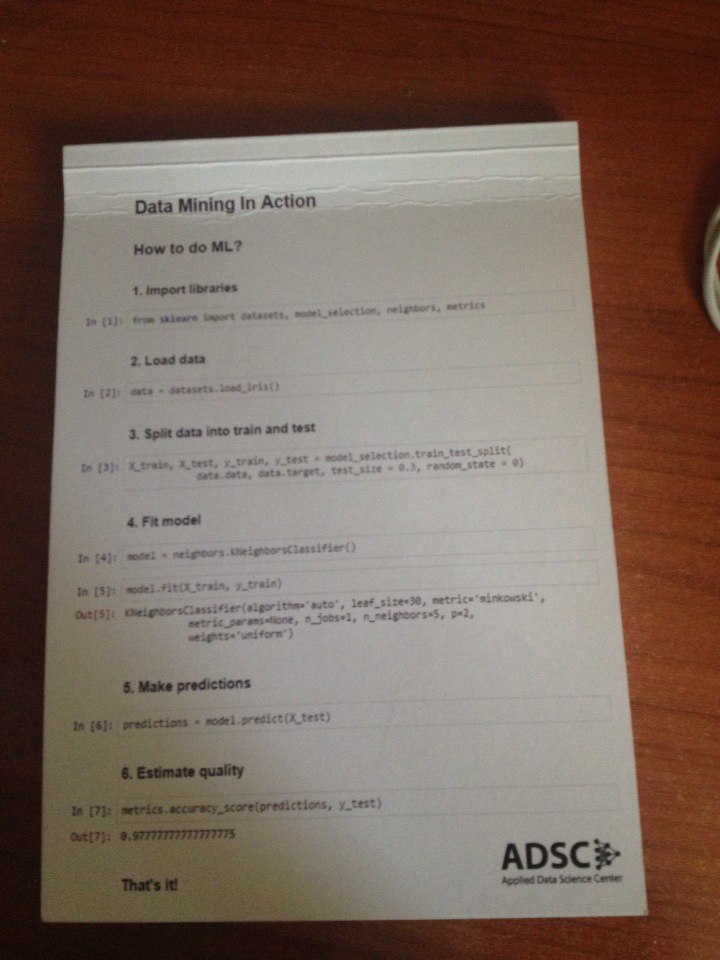 Data Mining In Action
How to do ML?
1. Import libraries
In [1]: from sklearn import datasets, model_selection, neighbors, metrics
2. Load data
In [2]: data = datasets.load_iris()
3. Split data into train and test
In [3]: X_train, X_test, y_train, y_test = model_selection.train_test_split(
data.data, data.target, test_size = 0.3, random_state = 0)
4. Fit model
In [4]: model = neighbors.KNeighborsClassifier()
In [5]: model.fit(X_train, y_train)
Out[5]: KNeighborsClassifier(algorithm='auto', leaf_size=30, metric='minkowski',
metric_params=None, n_jobs=1, n_neighbors=5, p=2,
weights='uniform')
5. Make predictions
In [6]: predictions = model.predict(X_test)
6. Estimate quality
In [7]: metrics.accuracy_score(predictions, y_test)
Out[7]: 0.97777777777777775
That's it!
ADSC
Applied Data Science Center